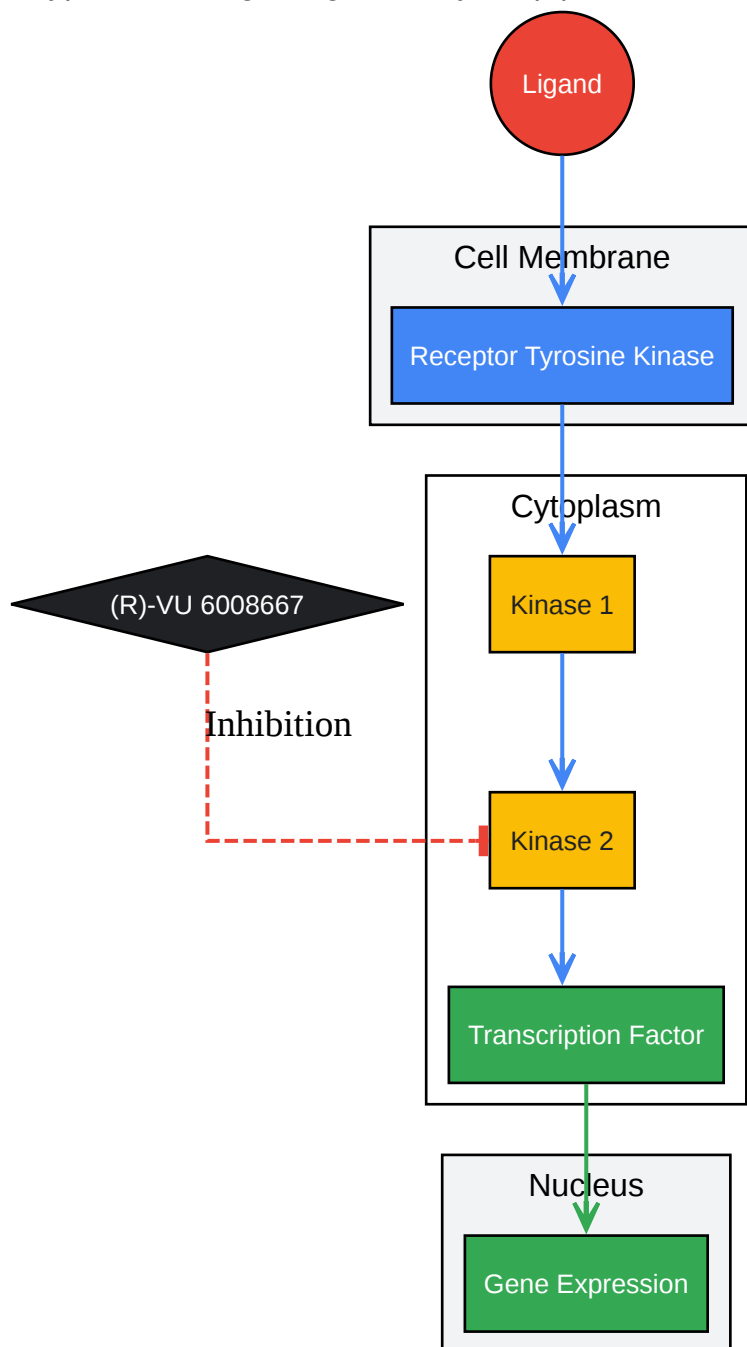 Ligand
Cell Membrane
Receptor Tyrosine Kinase
Cytoplasm
(R)-VU 6008667
Kinase 1
Inhibition
Kinase 2
Transcription Factor
Nucleus
Gene Expression